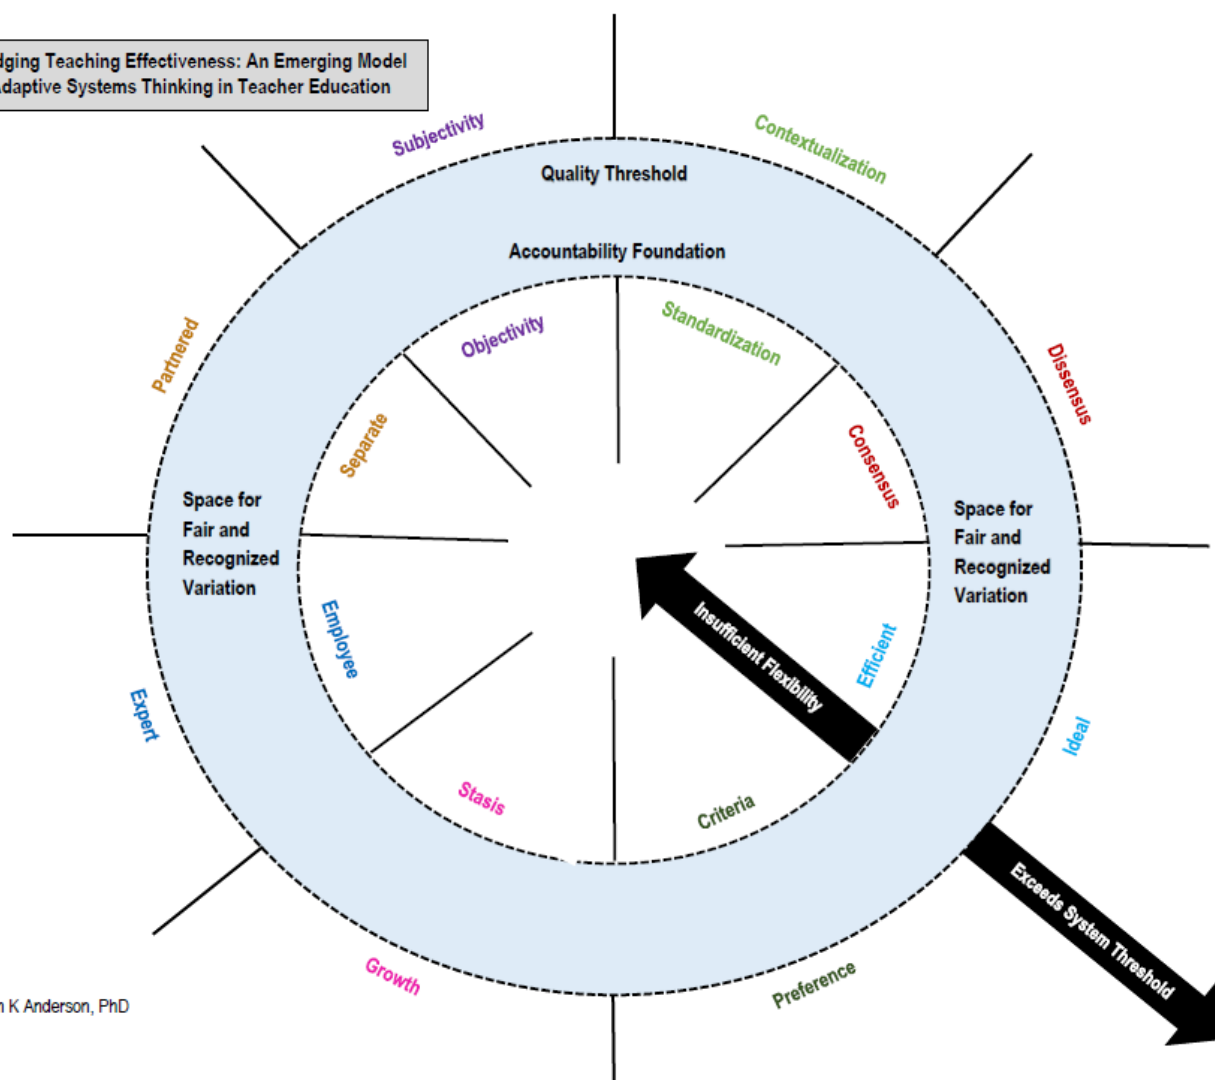 dging Teaching Effectiveness: An Emerging Model
Adaptive Systems Thinking in Teacher Education
Subjectivity
Contextualization
Quality Threshold
Accountability Foundation
Objectivity
Standardization
Partnered
Separate
Consensus
Dissensus
Space for
Fair and
Recognized
Variation
Space for
Fair and
Recognized
Variation
Employee
Expert
Insufficient Flexibility
Efficient
Ideal
Stasis
Criteria
Growth
Preference
Exceeds System Threshold
n K Anderson, PhD